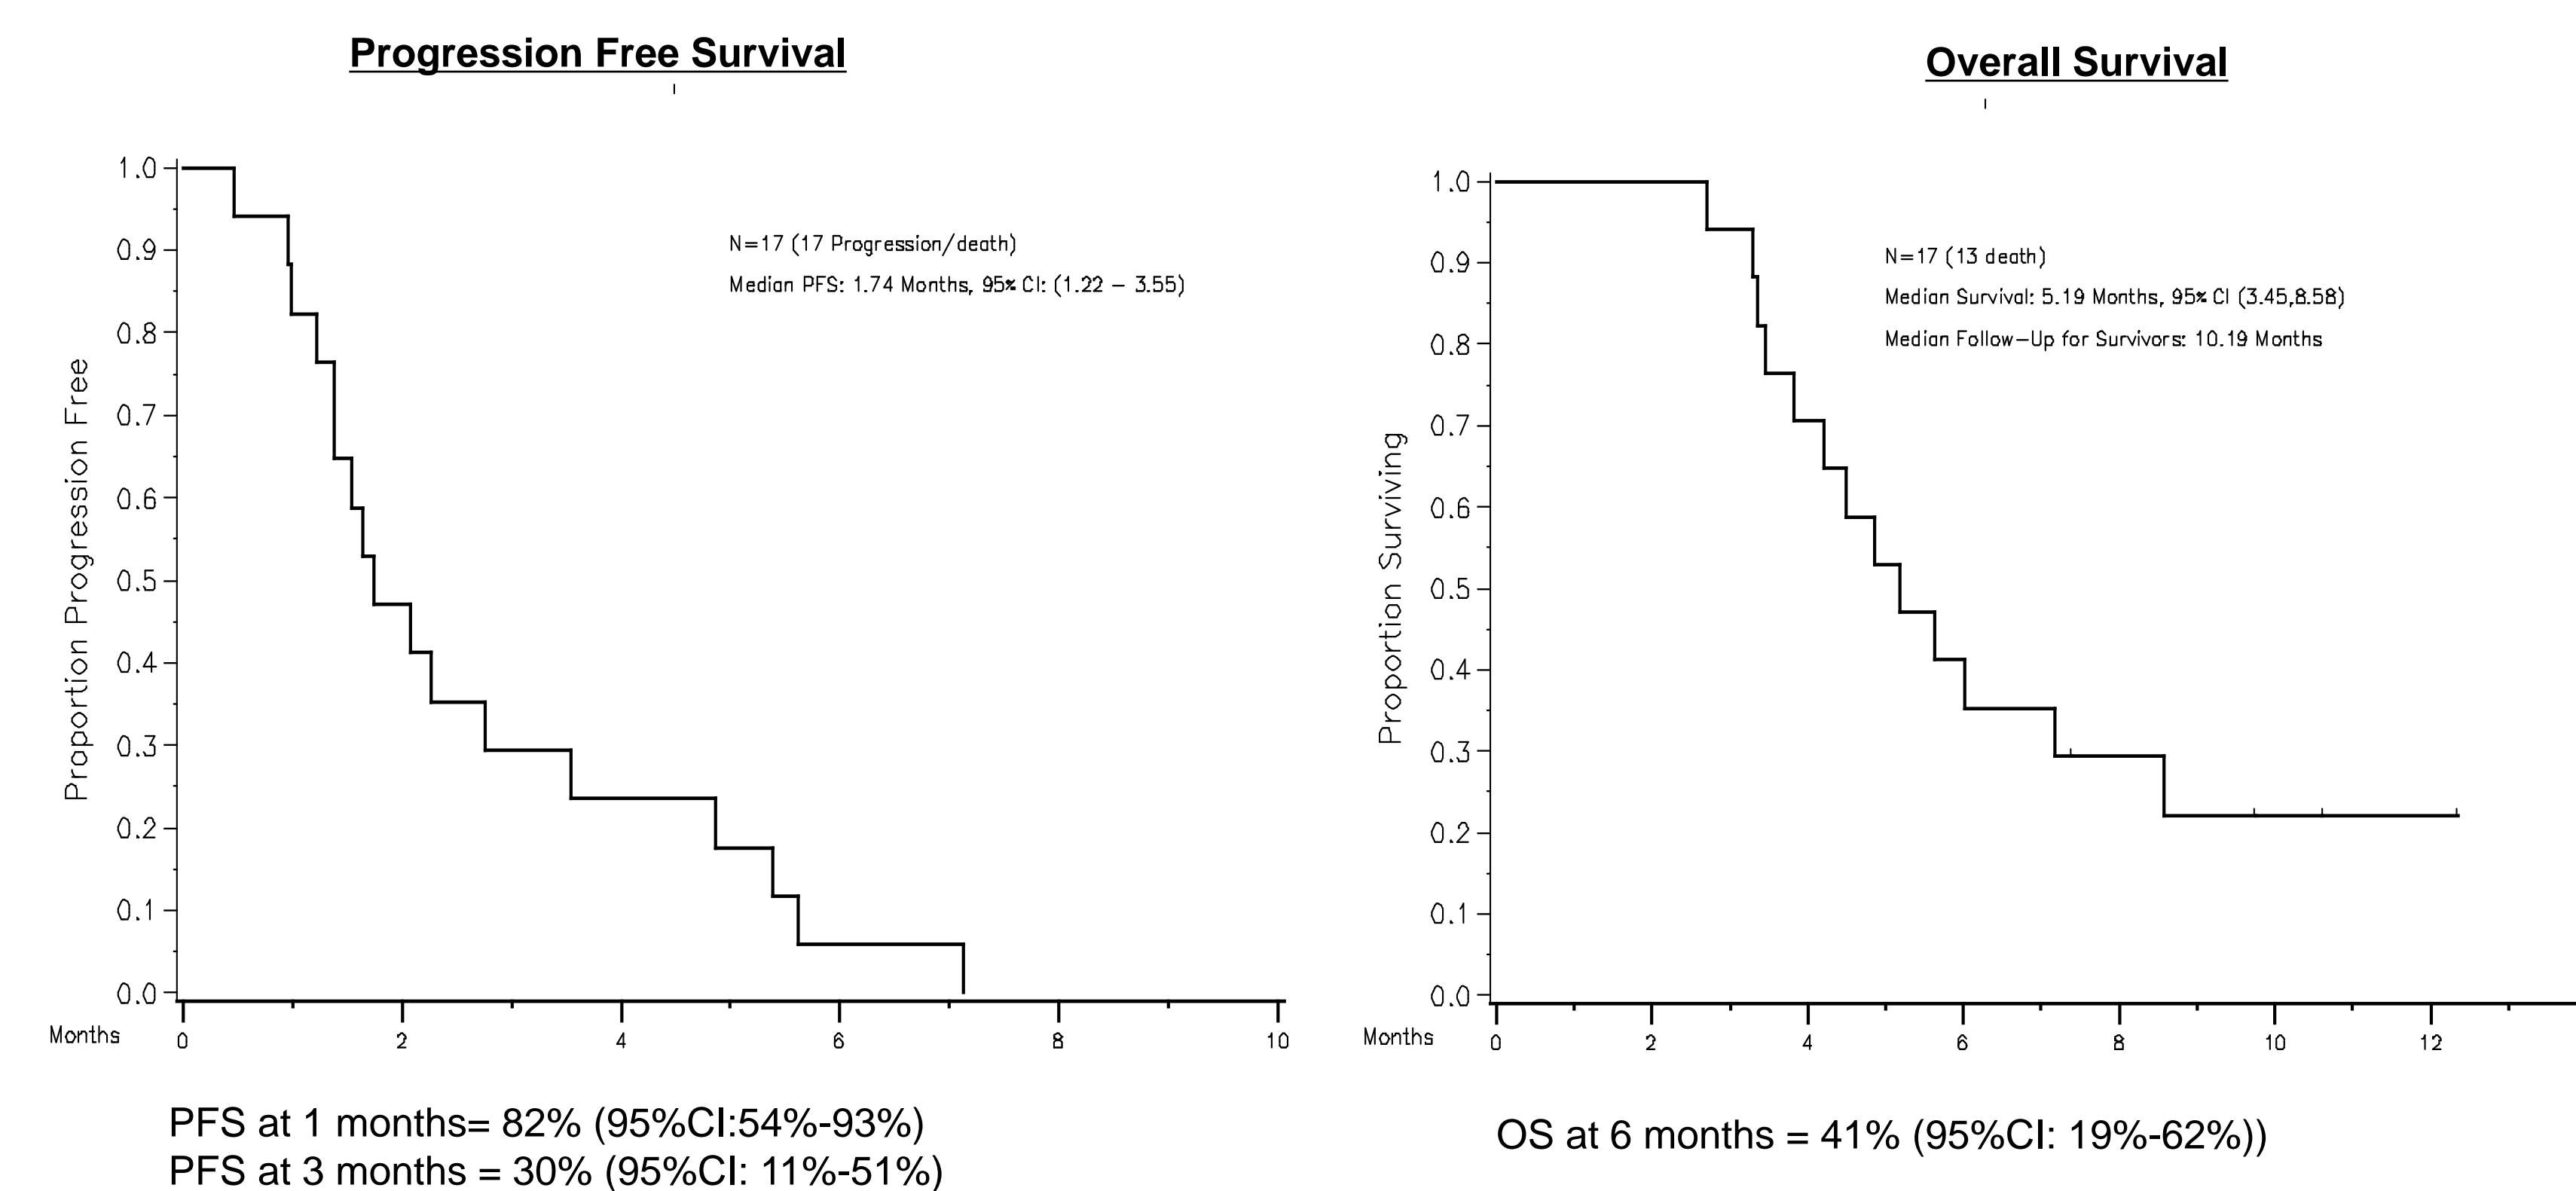 Progression Free Survival
1.0
0.9
0.8
0.7
0.6
0.5
0.4
0.3
0.2
0.1
0.0
Proportion Progression Free
N=17 (17 Progression/death)
Median PFS: 1.74 Months, 95% CI: (1.22 – 3.55)
Months
0 2 4 6 8 10
PFS at 1 months= 82% (95%CI:54%-93%)
PFS at 3 months = 30% (95%CI: 11%-51%)
Overall Survival
1.0
0.9
0.8
0.7
0.6
0.5
0.4
0.3
0.2
0.1
0.0
Proportion Surviving
N=17 (13 death)
Median Survival: 5.19 Months, 95% CI (3.45,8.58)
Median Follow–Up for Survivors: 10.19 Months
Months
0 2 4 6 8 10 12
OS at 6 months = 41% (95%CI: 19%-62%))